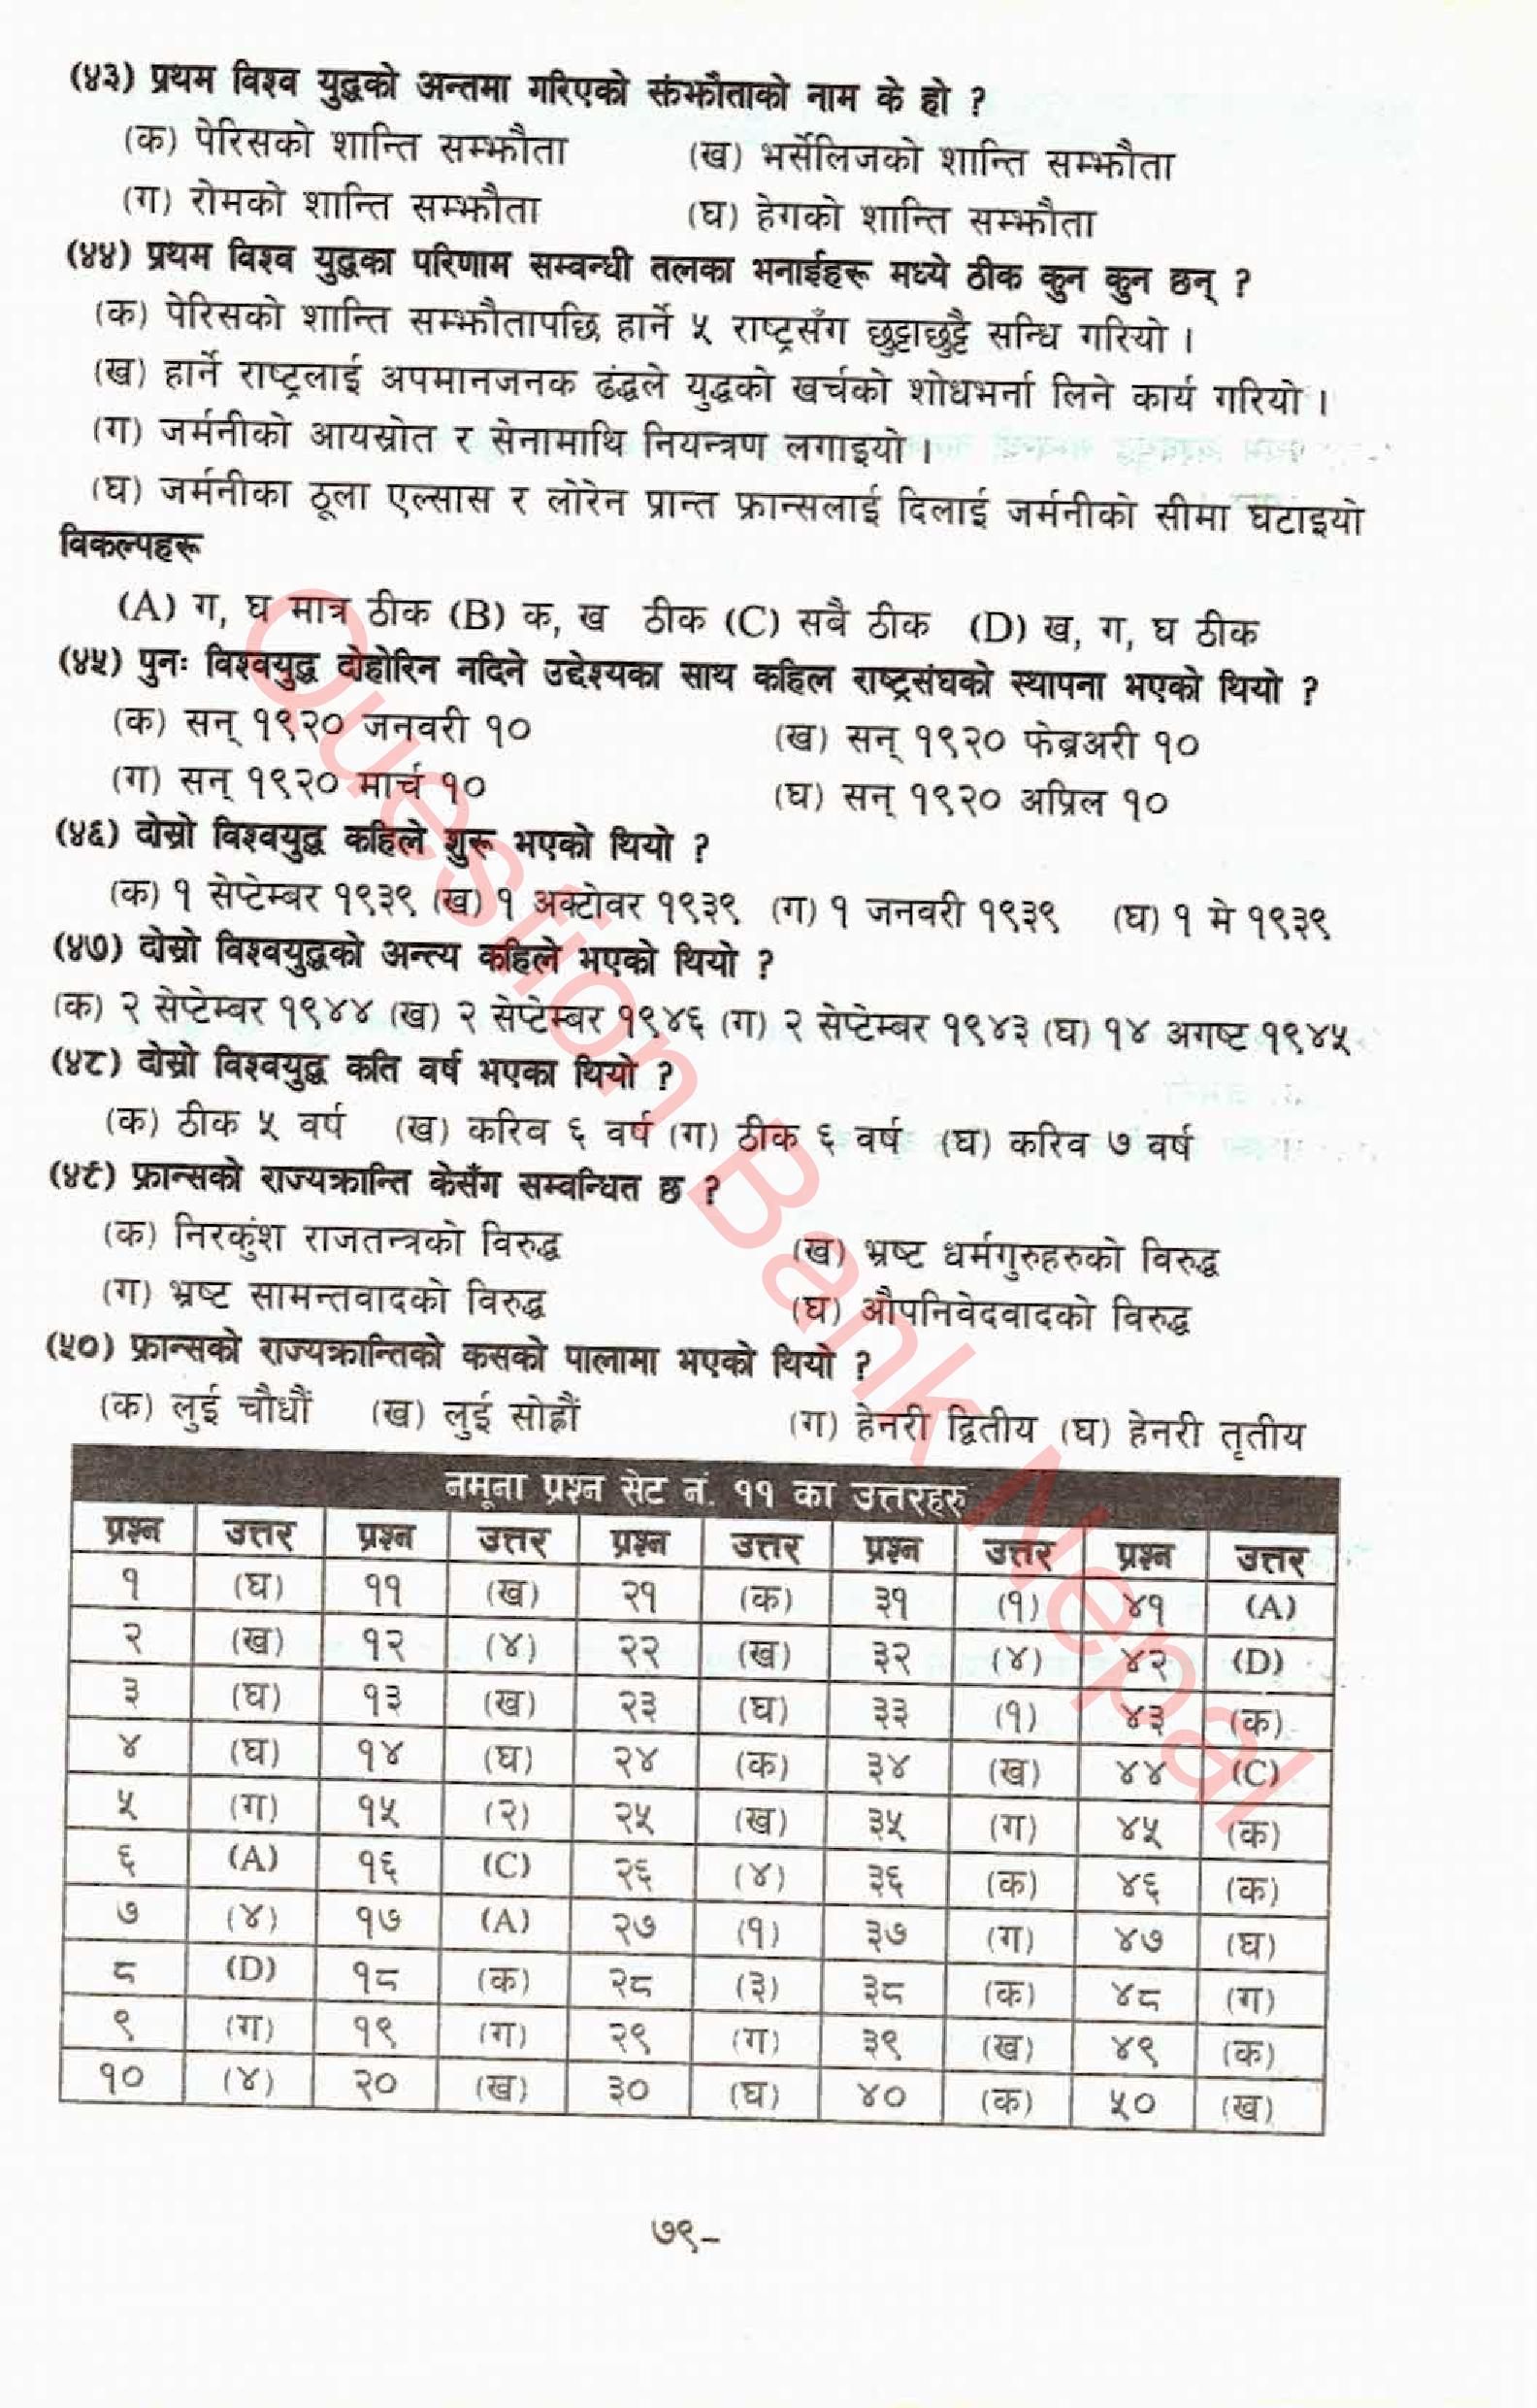 (४३) प्रथम विश्व युद्धको अन्तमा गरिएको संझौताको नाम के हो ?
(क) पेरिसको शान्ति सम्झौता (ख) भर्सेलिजको शान्ति सम्झौता
(ग) रोमको शान्ति सम्झौता (घ) हेगको शान्ति सम्झौता
(४४) प्रथम विश्व युद्धका परिणाम सम्वन्धी तलका भनाईहरू मध्ये ठीक कुन कुन छन् ?
(क) पेरिसको शान्ति सम्झौतापछि हार्ने ५ राष्ट्रसँग छुट्टाछुट्टै सन्धि गरियो ।
(ख) हार्ने राष्ट्रलाई अपमानजनक ढंद्धले युद्धको खर्चको शोधभर्ना लिने कार्य गरियो ।
(ग) जर्मनीको आयस्रोत र सेनामाथि नियन्त्रण लगाइयो ।
(घ) जर्मनीका ठूला एल्सास र लोरेन प्रान्त फ्रान्सलाई दिलाई जर्मनीको सीमा घटाइयो
विकल्पहरू
(A) ग, घ मात्र ठीक (B) क, ख ठीक (C) सबै ठीक (D) ख, ग, घ ठीक
(४५) पुनः विश्वयुद्ध दोहोरिन नदिने उद्देश्यका साथ कहिल राष्ट्रसंघको स्थापना भएको थियो ?
(क) सन् १९२० जनवरी १० (ख) सन् १९२० फेब्रअरी १०
(ग) सन् १९२० मार्च १० (घ) सन् १९२० अप्रिल १०
(४६) दोस्रो विश्वयुद्ध कहिले शुरू भएको थियो ?
(क) १ सेप्टेम्बर १९३९ (ख) १ अक्टोवर १९३९ (ग) १ जनवरी १९३९ (घ) १ मे १९३९
(४७) दोस्रो विश्वयुद्धको अन्त्य कहिले भएको थियो ?
(क) २ सेप्टेम्वर १९४४ (ख) २ सेप्टेम्बर १९४६ (ग) २ सेप्टेम्बर १९४३ (घ) १४ अगष्ट १९४५
(४८) दोस्रो विश्वयुद्ध कति वर्ष भएका थियो ?
(क) ठीक ५ वर्ष (ख) करिव ६ वर्ष (ग) ठीक ६ वर्ष (घ) करिव ७ वर्ष
(४९) फ्रान्सको राज्यक्रान्ति केसँग सम्वन्धित छ ?
(क) निरकुंश राजतन्त्रको विरुद्ध (ख) भ्रष्ट धर्मगुरुहरुको विरुद्ध
(ग) भ्रष्ट सामन्तवादको विरुद्ध (घ) औपनिवेदवादको विरुद्ध
(५०) फ्रान्सको राज्यक्रान्तिको कसको पालामा भएको थियो ?
(क) लुई चौधौं (ख) लुई सोह्रौं (ग) हेनरी द्वितीय (घ) हेनरी तृतीय
नमूना प्रश्न सेट नं. ११ का उत्तरहरु
प्रश्न उत्तर प्रश्न उत्तर प्रश्न उत्तर प्रश्न उत्तर प्रश्न उत्तर
१ (घ) ११ (ख) २१ (क) ३१ (१) ४१ (A)
२ (ख) १२ (४) २२ (ख) ३२ (४) ४२ (D)
३ (घ) १३ (ख) २३ (घ) ३३ (१) ४३ (क)
४ (घ) १४ (घ) २४ (क) ३४ (ख) ४४ (C)
५ (ग) १५ (२) २५ (ख) ३५ (ग) ४५ (क)
६ (A) १६ (C) २६ (४) ३६ (क) ४६ (क)
७ (४) १७ (A) २७ (१) ३७ (ग) ४७ (घ)
८ (D) १८ (क) २८ (३) ३८ (क) ४८ (ग)
९ (ग) १९ (ग) २९ (ग) ३९ (ख) ४९ (क)
१० (४) २० (ख) ३० (घ) ४० (क) ५० (ख)
७९-
Question Bank Nepal